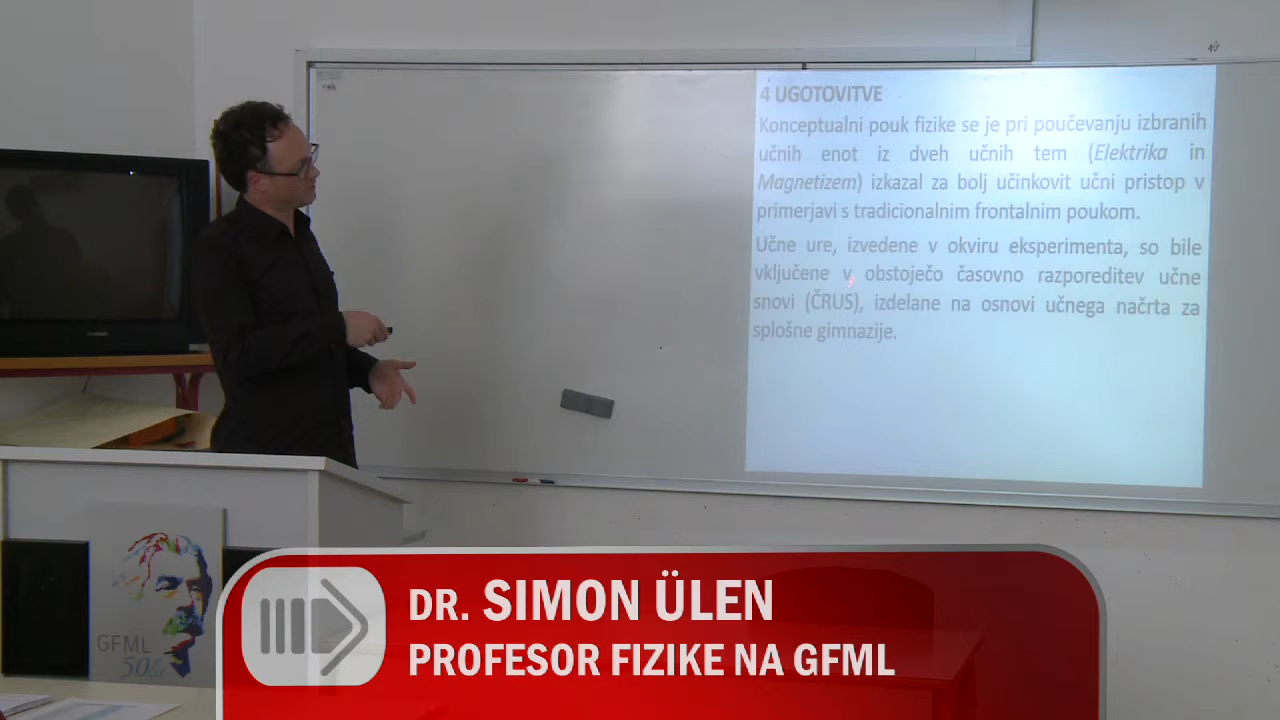 4 UGOTOVITVE
Konceptualni pouk fizike se je pri poučevanju izbranih
učnih enot iz dveh učnih tem (Elektrika in
Magnetizem) izkazal za bolj učinkovit učni pristop v
primerjavi s tradicionalnim frontalnim poukom.
Učne ure, izvedene v okviru eksperimenta, so bile
vključene v obstoječo časovno razporeditev učne
snovi (ČRUS), izdelane na osnovi učnega načrta za
splošne gimnazije.
GFML
DR. SIMON ÜLEN
PROFESOR FIZIKE NA GFML